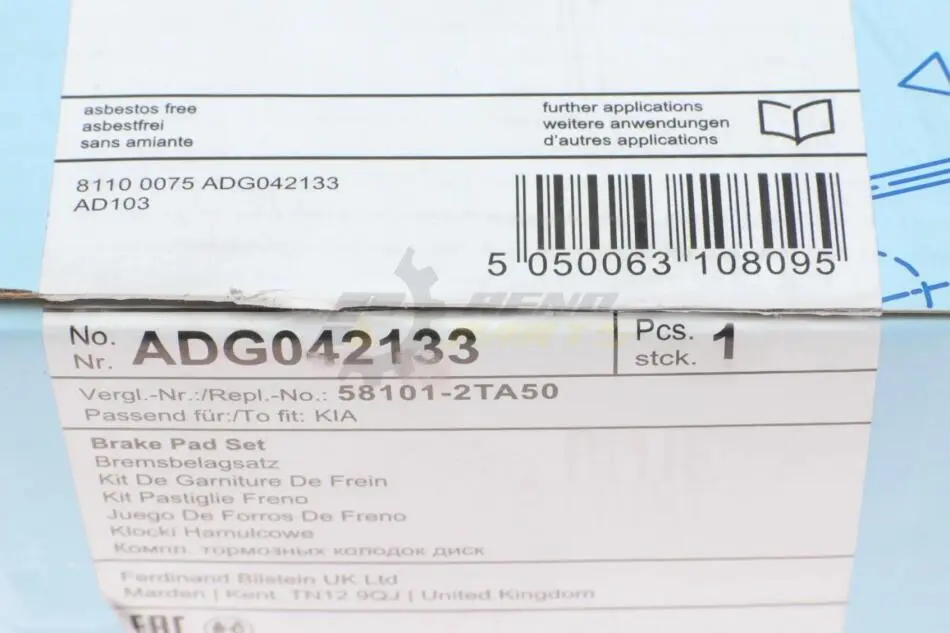 asbestos free
asbestfrei
sans amiante
further applications
weitere anwendungen
d'autres applications
8110 0075 ADG042133
AD103
5 050063 108095
No.
Nr.
ADG042133
Pcs.
stck.
1
Vergl.-Nr.:/Repl.-No.: 58101-2TA50
Passend für:/To fit: KIA
Brake Pad Set
Bremsbelagsatz
Kit De Garniture De Frein
Kit Pastiglie Freno
Juego De Forros De Freno
Klocki Hamulcowe
Компл. тормозных колодок диск
Ferdinand Bilstein UK Ltd
Marden | Kent. TN12 9QJ | United Kingdom
EAC